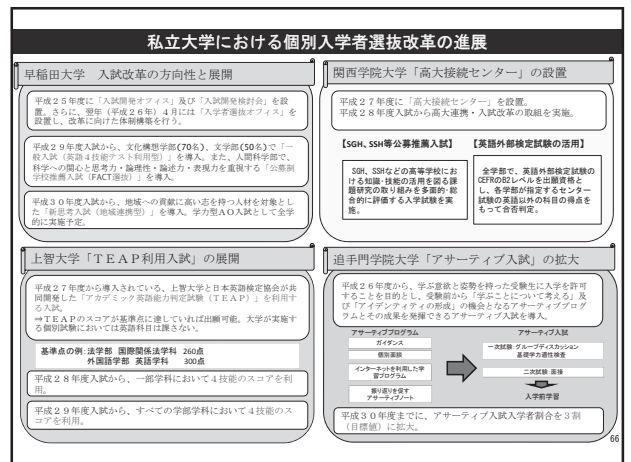 私立大学における個別入学者選抜改革の進展
早稲田大学　入試改革の方向性と展開
平成２５年度に「入試開発オフィス」及び「入試開発検討会」を設
置。さらに、翌年（平成２６年）４月には「入学者選抜オフィス」を
設置し、改革に向けた体制構築を行う。
平成２９年度入試から、文化構想学部(70名)、文学部(50名)で「一
般入試（英語４技能テスト利用型）」を導入。また、人間科学部で、
科学への関心と思考力・論理性・論述力・表現力を重視する「公募制
学校推薦入試（FACT選抜）」を導入。
平成３０年度入試から、地域への貢献に高い志を持つ人材を対象とし
た「新思考入試（地域連携型）」を導入。学力型ＡＯ入試として全学
的に実施予定。
関西学院大学「高大接続センター」の設置
平成２７年度に「高大接続センター」を設置。
平成２８年度入試から高大連携・入試改革の取組を実施。
【SGH、SSH等公募推薦入試】
SGH、SSHなどの高等学校にお
ける知識・技能の活用を図る課
題研究の取り組みを多面的・総
合的に評価する入学試験を実
施。
【英語外部検定試験の活用】
全学部で、英語外部検定試験の
CEFRのB2レベルを出願資格と
し、各学部が指定するセンター
試験の英語以外の科目の得点を
もって合否判定。
上智大学「ＴＥＡＰ利用入試」の展開
平成２７年度から導入されている、上智大学と日本英語検定協会が共
同開発した「アカデミック英語能力判定試験（ＴＥＡＰ）」を利用す
る入試。
⇒ＴＥＡＰのスコアが基準点に達していれば出願可能。大学が実施す
る個別試験においては英語科目は課さない。
基準点の例:法学部 国際関係法学科 260点
外国語学部 英語学科 300点
平成２８年度入試から、一部学科において４技能のスコアを利
用。
平成２９年度入試から、すべての学部学科において４技能のス
コアを利用。
追手門学院大学「アサーティブ入試」の拡大
平成２６年度から、学ぶ意欲と姿勢を持った受験生に入学を許可
することを目的とし、受験前から「学ぶことについて考える」及
び「アイデンティティの形成」の機会となるアサーティブプログ
ラムとその成果を発揮できるアサーティブ入試を導入。
アサーティブプログラム
ガイダンス
個別面談
インターネットを利用した学
習プログラム
振り返りを促す
アサーティブノート
アサーティブ入試
一次試験:グループディスカッション
基礎学力適性検査
二次試験:面接
入学前学習
平成３０年度までに、アサーティブ入試入学者割合を３割
（目標値）に拡大。
66